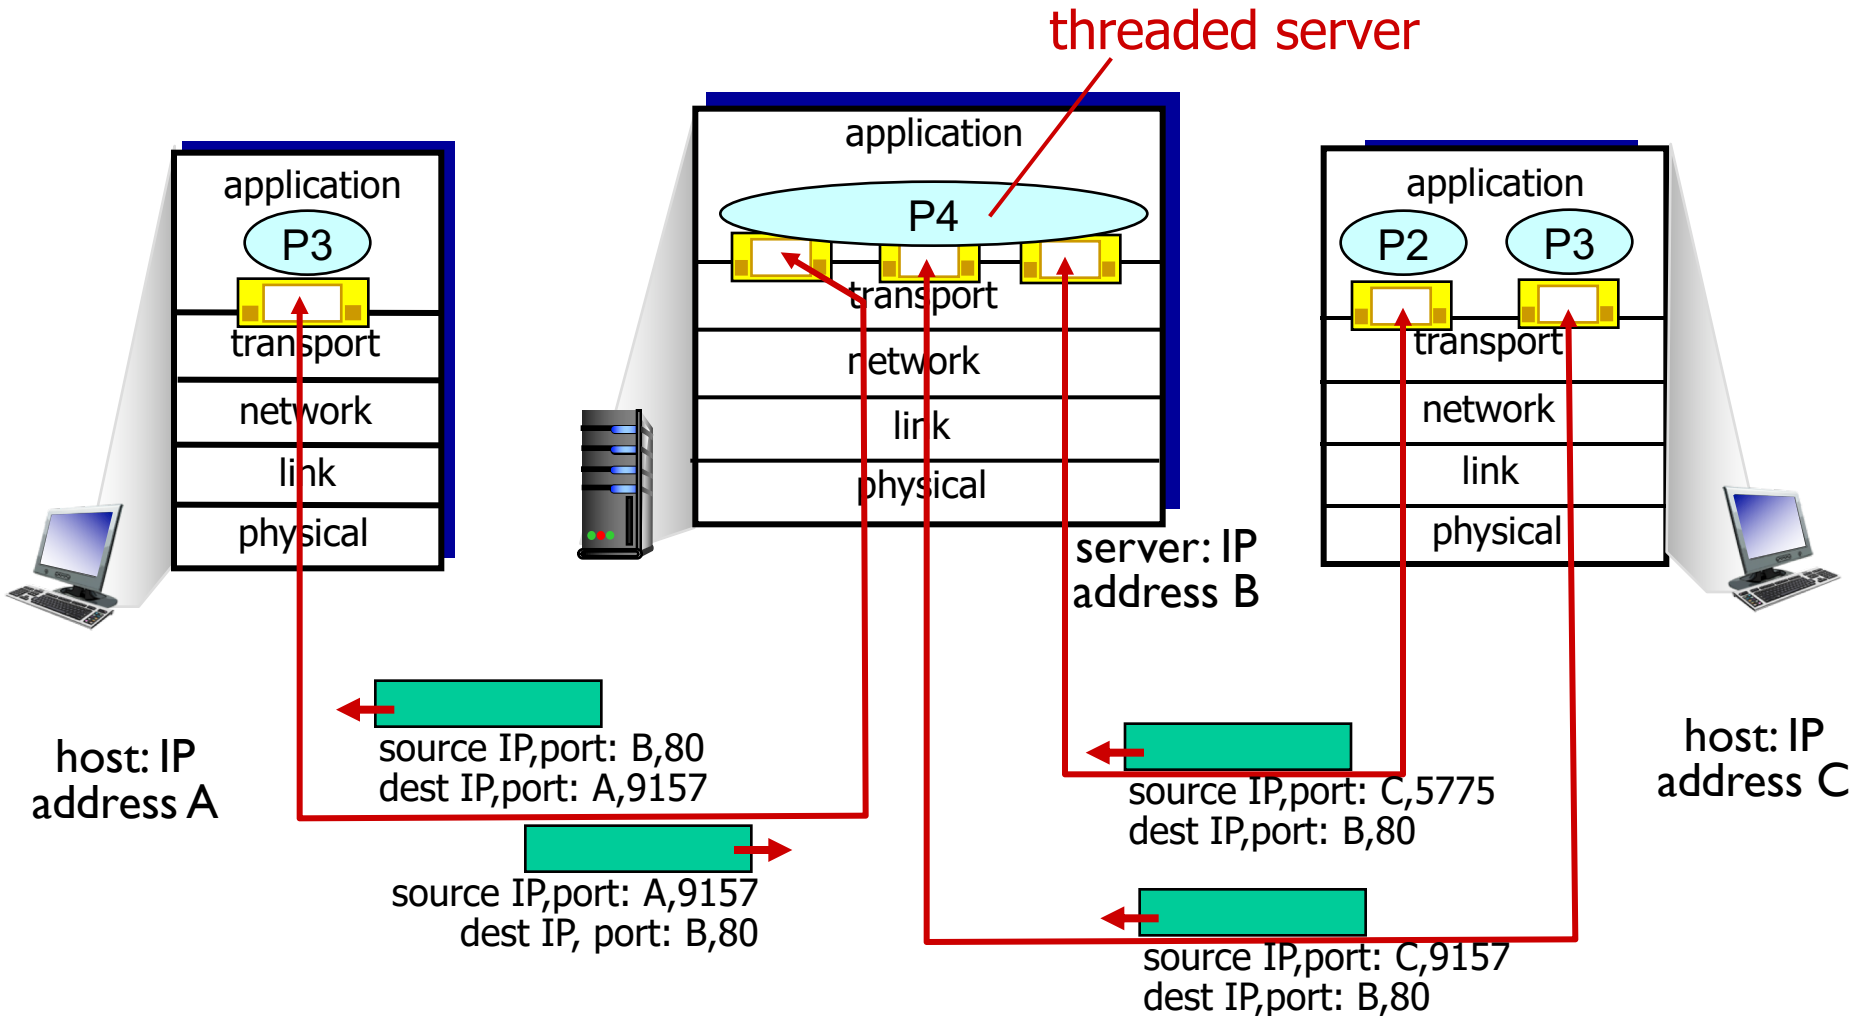 threaded server
application
P3
transport
network
link
physical
application
P4
transport
network
link
physical
application
P2
P3
transport
network
link
physical
server: IP
address B
host: IP
address A
source IP,port: B,80
dest IP,port: A,9157
source IP,port: A,9157
dest IP, port: B,80
source IP,port: C,5775
dest IP,port: B,80
source IP,port: C,9157
dest IP,port: B,80
host: IP
address C